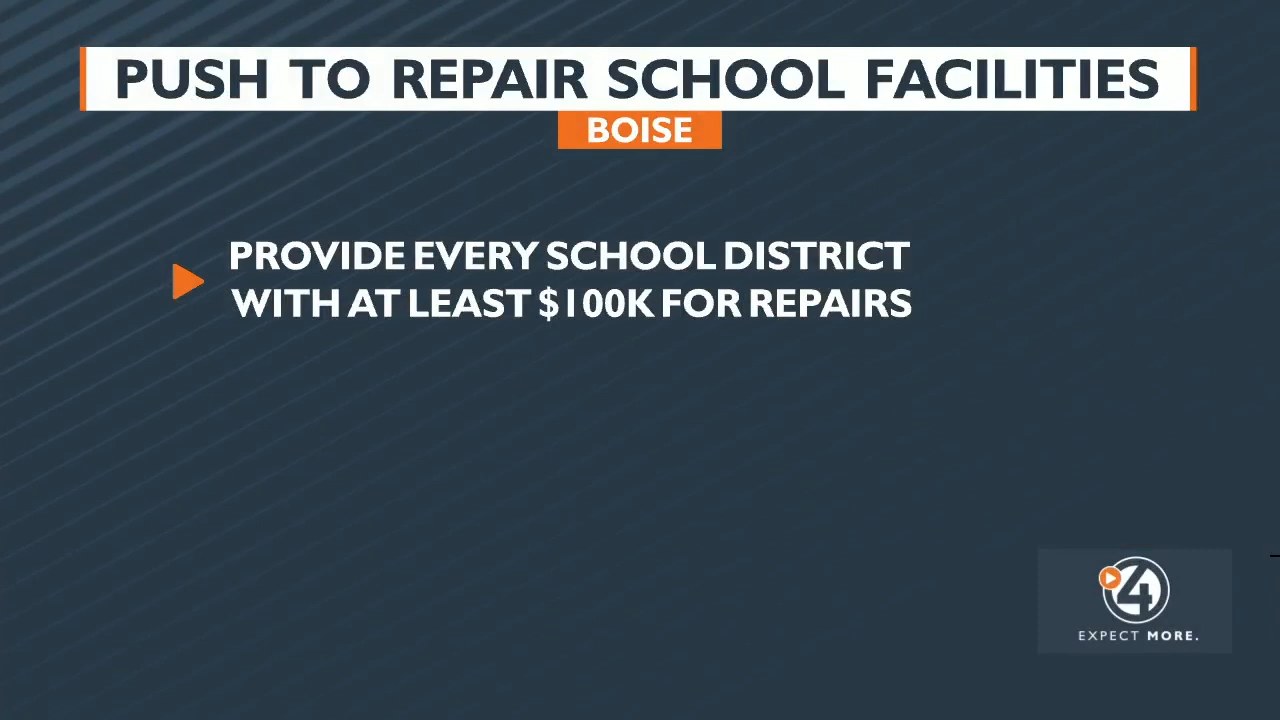 PUSH TO REPAIR SCHOOL FACILITIES
BOISE
PROVIDE EVERY SCHOOL DISTRICT
WITH AT LEAST $100K FOR REPAIRS
4
EXPECT MORE.